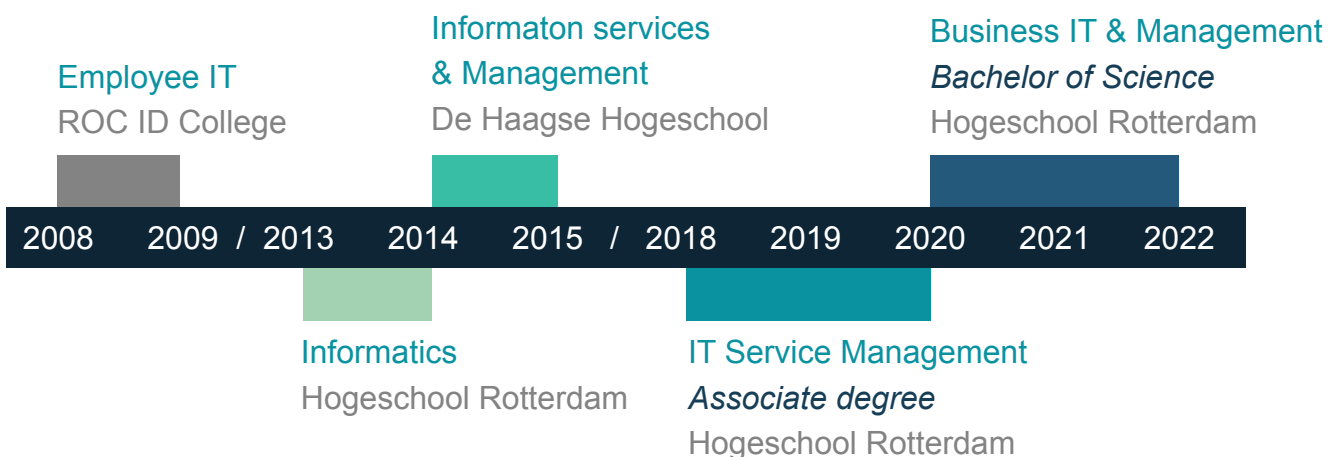 Employee IT
ROC ID College
Informaton services
& Management
De Haagse Hogeschool
Business IT & Management
Bachelor of Science
Hogeschool Rotterdam
2008 2009 / 2013 2014 2015 / 2018 2019 2020 2021 2022
Informatics
Hogeschool Rotterdam
IT Service Management
Associate degree
Hogeschool Rotterdam